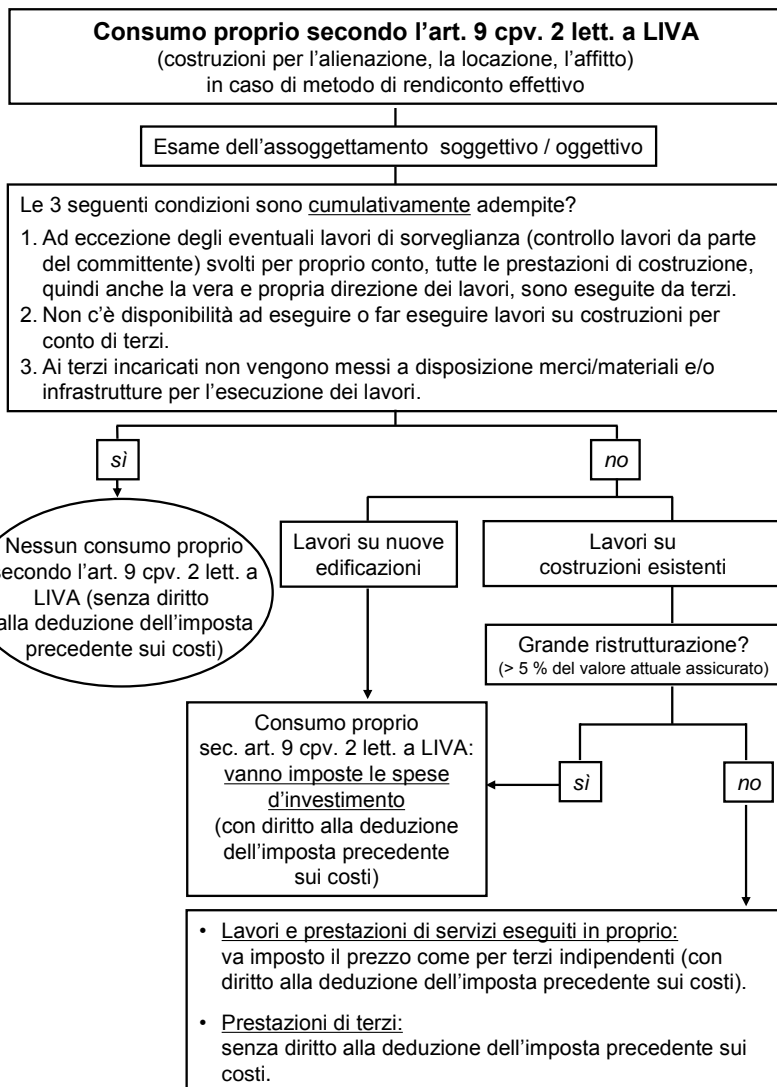 Consumo proprio secondo l'art. 9 cpv. 2 lett. a LIVA
(costruzioni per l'alienazione, la locazione, l'affitto)
in caso di metodo di rendiconto effettivo
Esame dell'assoggettamento soggettivo / oggettivo
Le 3 seguenti condizioni sono cumulativamente adempite?
1. Ad eccezione degli eventuali lavori di sorveglianza (controllo lavori da parte
del committente) svolti per proprio conto, tutte le prestazioni di costruzione,
quindi anche la vera e propria direzione dei lavori, sono eseguite da terzi.
2. Non c'è disponibilità ad eseguire o far eseguire lavori su costruzioni per
conto di terzi.
3. Ai terzi incaricati non vengono messi a disposizione merci/materiali e/o
infrastrutture per l'esecuzione dei lavori.
sì
no
Nessun consumo proprio
secondo l'art. 9 cpv. 2 lett. a
LIVA (senza diritto
alla deduzione dell'imposta
precedente sui costi)
Lavori su nuove
edificazioni
Lavori su
costruzioni esistenti
Grande ristrutturazione?
(> 5 % del valore attuale assicurato)
Consumo proprio
sec. art. 9 cpv. 2 lett. a LIVA:
vanno imposte le spese
d'investimento
(con diritto alla deduzione
dell'imposta precedente
sui costi)
sì
no
• Lavori e prestazioni di servizi eseguiti in proprio:
va imposto il prezzo come per terzi indipendenti (con
diritto alla deduzione dell'imposta precedente sui costi).
• Prestazioni di terzi:
senza diritto alla deduzione dell'imposta precedente sui
costi.